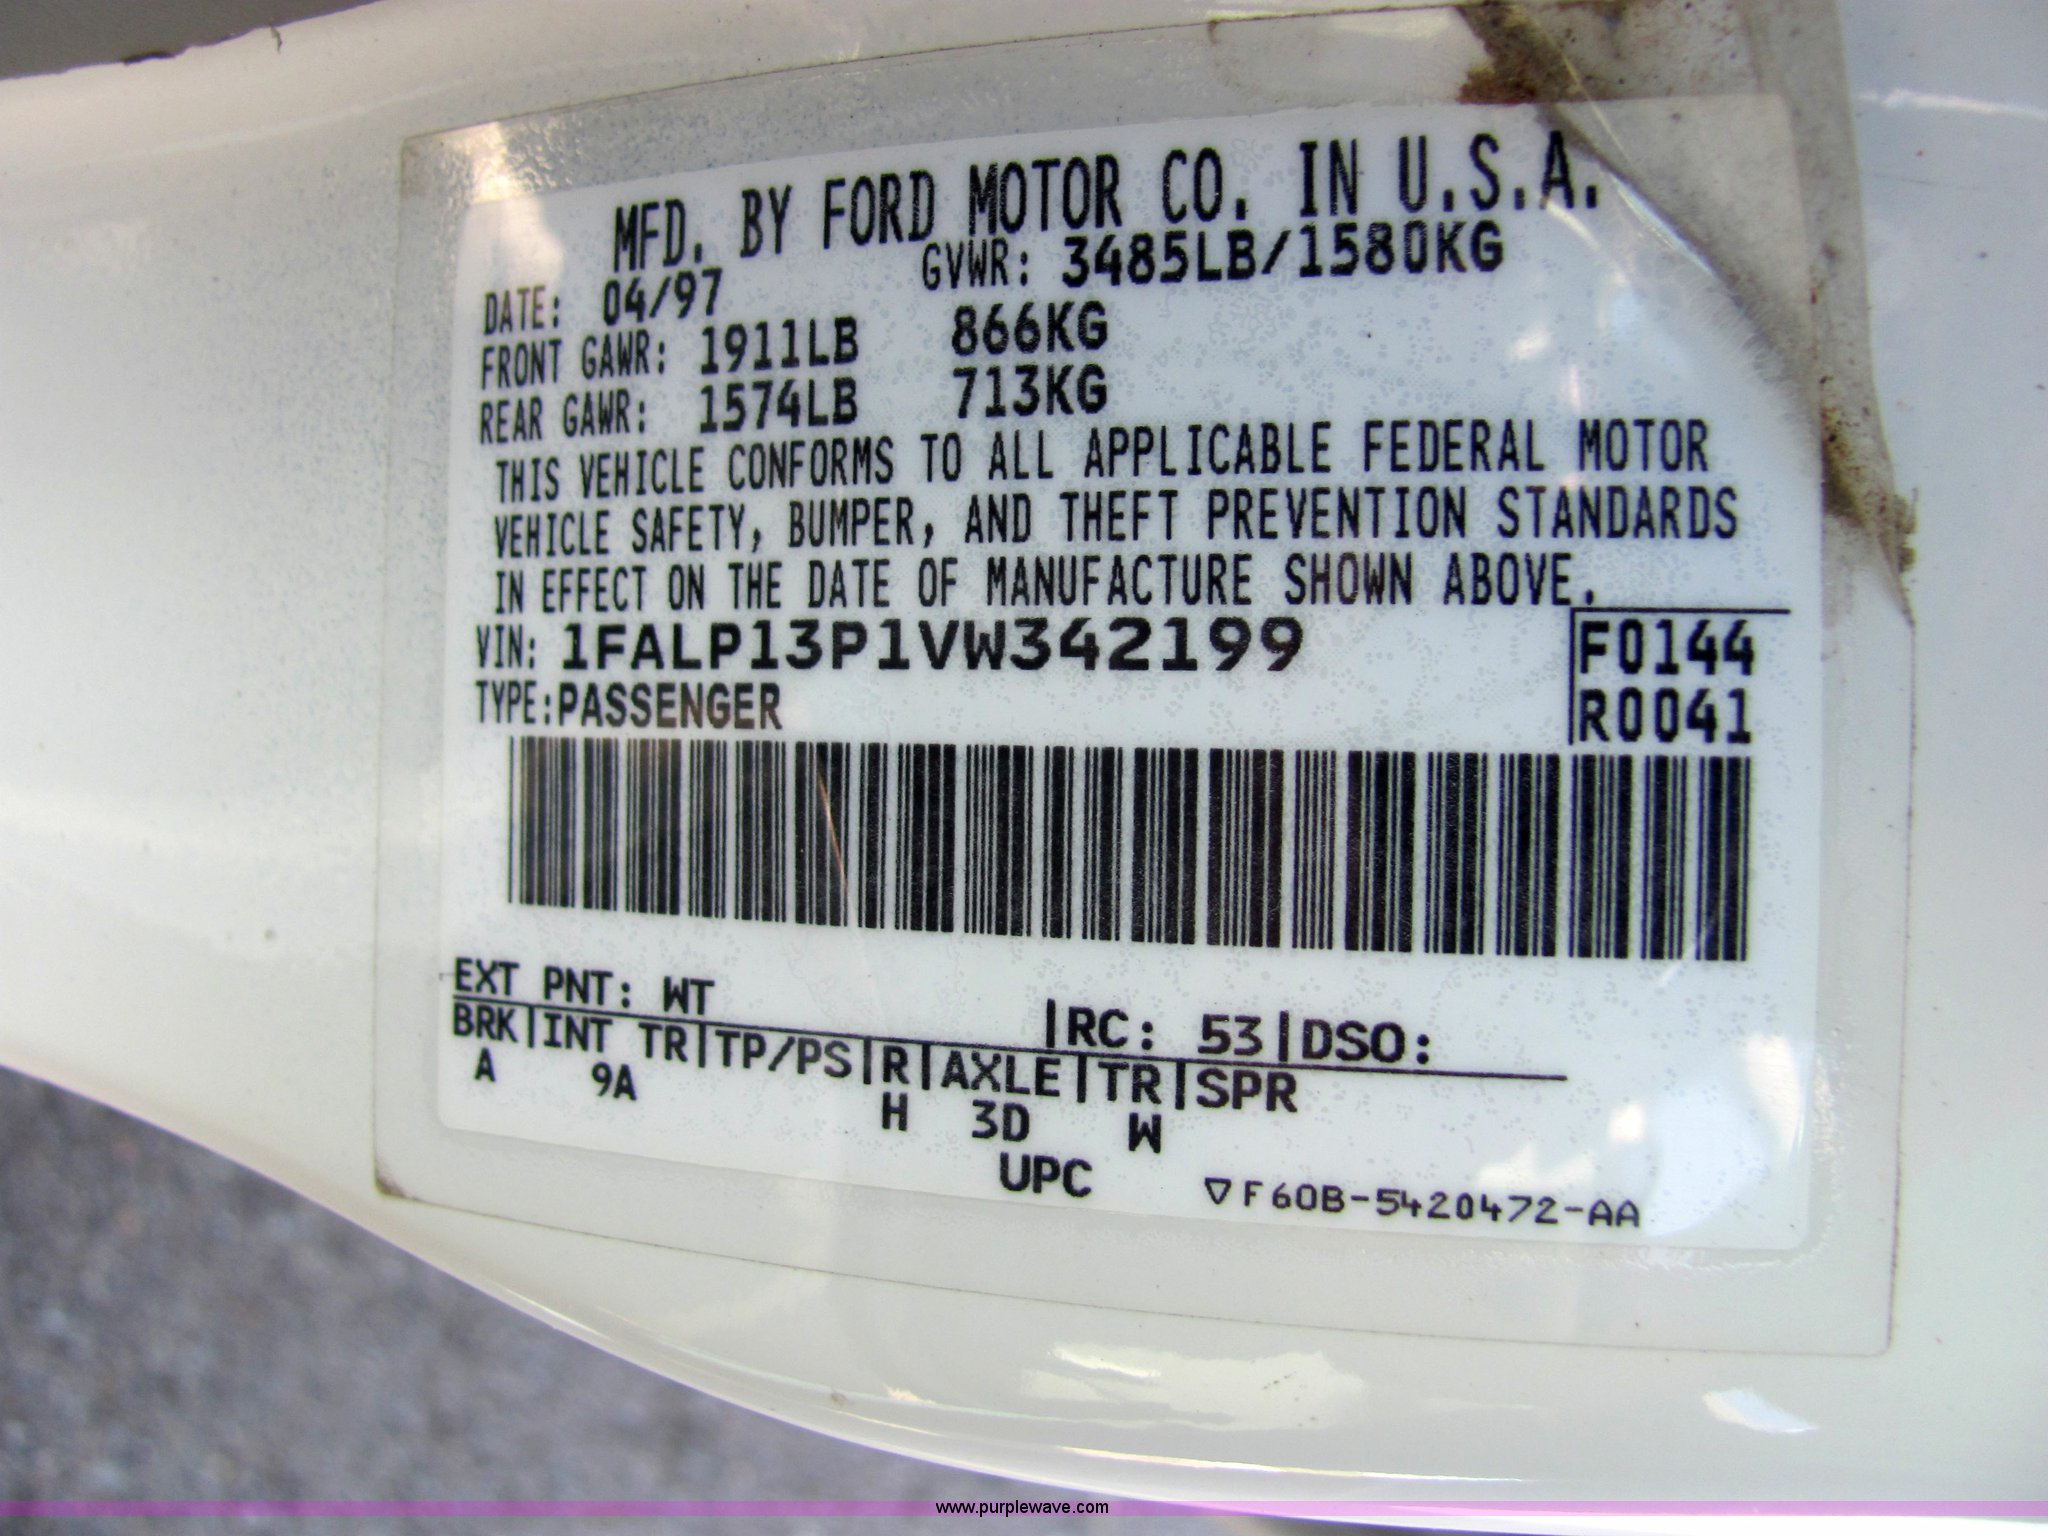 MFD. BY FORD MOTOR CO. IN U.S.A.
DATE: 04/97 GVWR: 3485LB/1580KG
FRONT GAWR: 1911LB 866KG
REAR GAWR: 1574LB 713KG
THIS VEHICLE CONFORMS TO ALL APPLICABLE FEDERAL MOTOR
VEHICLE SAFETY, BUMPER, AND THEFT PREVENTION STANDARDS
IN EFFECT ON THE DATE OF MANUFACTURE SHOWN ABOVE.
VIN: 1FALP13P1VW342199 F0144
TYPE:PASSENGER R0041
EXT PNT: WT |RC: 53|DSO:
BRK|INT TR|TP/PS|R|AXLE|TR|SPR
A 9A H 3D W
UPC ▽F60B-5420472-AA
www.purplewave.com